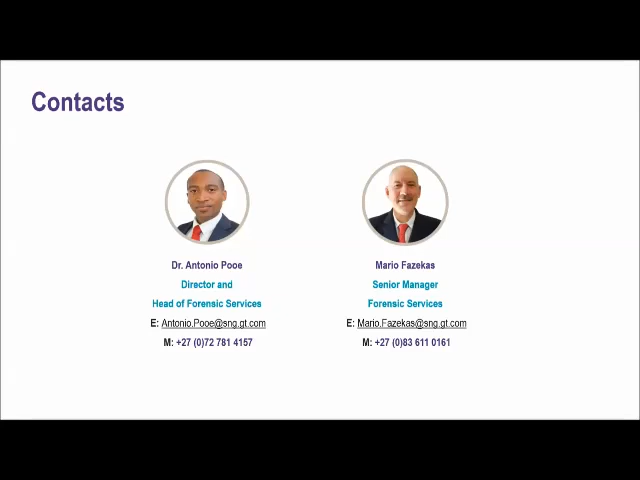 Contacts
Dr. Antonio Pooe
Director and
Head of Forensic Services
E: Antonio.Pooe@sng.gt.com
M: +27 (0)72 781 4157
Mario Fazekas
Senior Manager
Forensic Services
E: Mario.Fazekas@sng.gt.com
M: +27 (0)83 611 0161